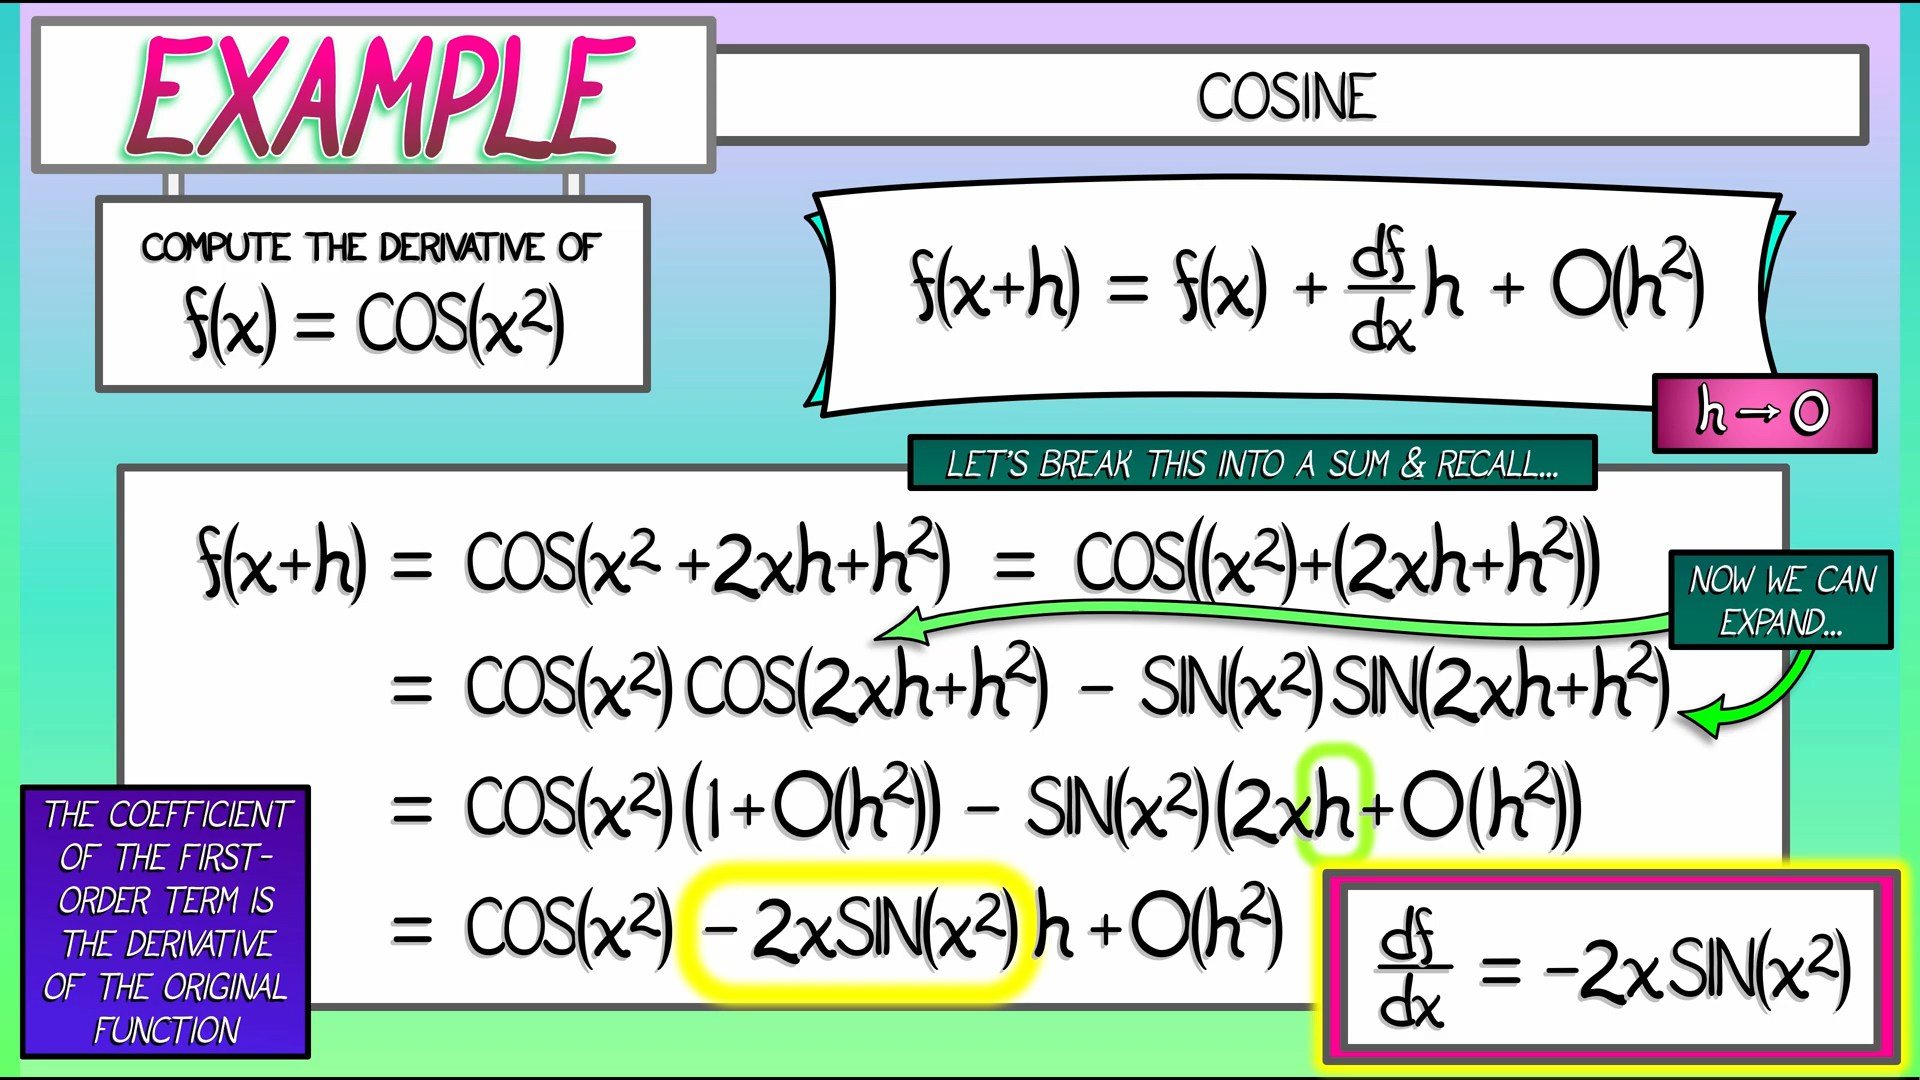 EXAMPLE
COSINE
COMPUTE THE DERIVATIVE OF
f(x) = COS(x²)
f(x+h) = f(x) + df/dx h + O(h²)
h→0
LET'S BREAK THIS INTO A SUM & RECALL...
f(x+h) = COS(x²+2xh+h²) = COS((x²)+(2xh+h²))
NOW WE CAN
EXPAND...
= COS(x²) COS(2xh+h²) − SIN(x²) SIN(2xh+h²)
= COS(x²)(1+O(h²)) − SIN(x²)(2xh+O(h²))
= COS(x²) −2xSIN(x²)h+O(h²)
THE COEFFICIENT
OF THE FIRST-
ORDER TERM IS
THE DERIVATIVE
OF THE ORIGINAL
FUNCTION
df/dx = −2xSIN(x²)